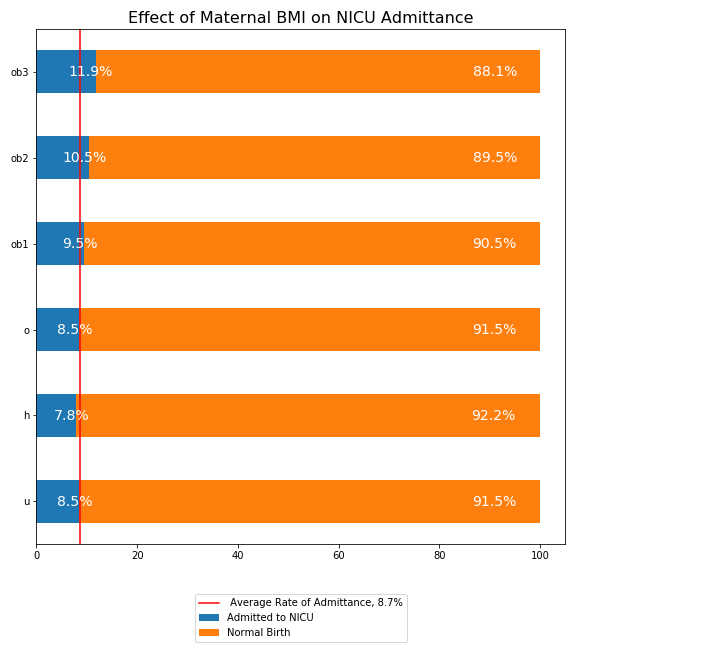 Effect of Maternal BMI on NICU Admittance
ob3 11.9% 88.1%
ob2 10.5% 89.5%
ob1 9.5% 90.5%
o 8.5% 91.5%
h 7.8% 92.2%
u 8.5% 91.5%
0 20 40 60 80 100
Average Rate of Admittance, 8.7%
Admitted to NICU
Normal Birth